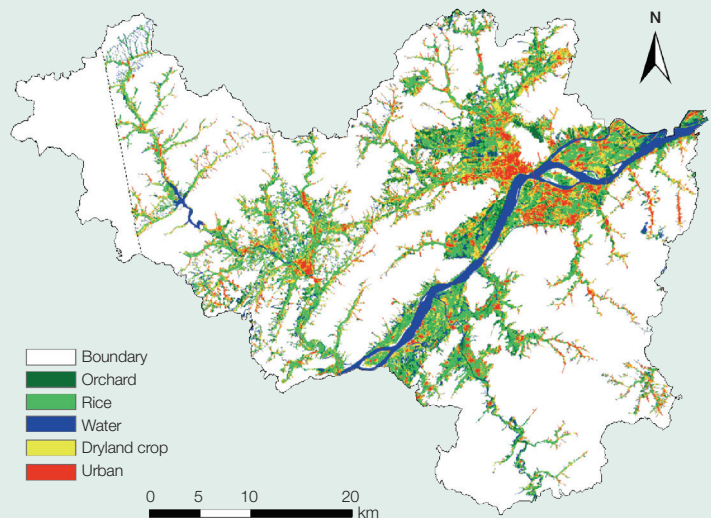 N
Boundary
Orchard
Rice
Water
Dryland crop
Urban
0 5 10 20
km